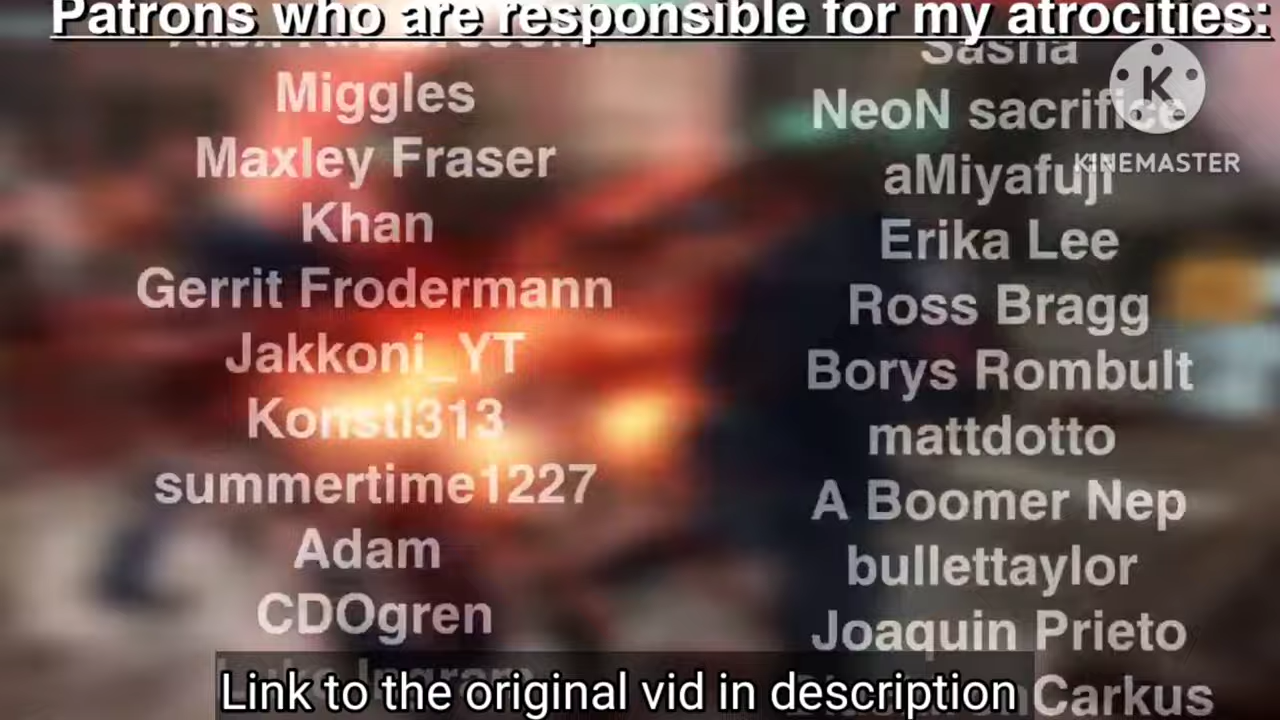 Patrons who are responsible for my atrocities:
Miggles
Maxley Fraser
Khan
Gerrit Frodermann
Jakkoni_YT
Konstl313
summertime1227
Adam
CDOgren
Sasha
NeoN sacrifice
aMiyafuji
Erika Lee
Ross Bragg
Borys Rombult
mattdotto
A Boomer Nep
bullettaylor
Joaquin Prieto
Carkus
K
KINEMASTER
Link to the original vid in description